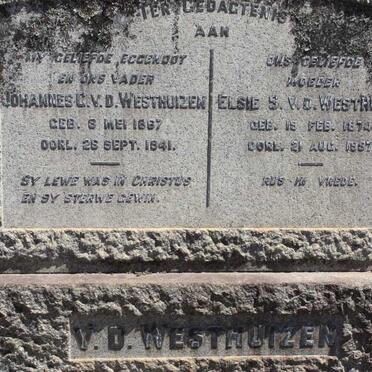 TER GEDACTENIS
AAN
MY GELIEFDE EGGENOOT
EN ONS VADER
JOHANNES C. V. D. WESTHUIZEN
GEB. 8 MEI 1867
OORL. 26 SEPT. 1941.
SY LEWE WAS IN CHRISTUS
EN SY STERWE GEWIN.
ONS GELIEFDE
MOEDER
ELSIE S. V. D. WESTHU
GEB. 15 FEB. 1874
OORL. 21 AUG. 1957
RUS IN VREDE.
V. D. WESTHUIZEN